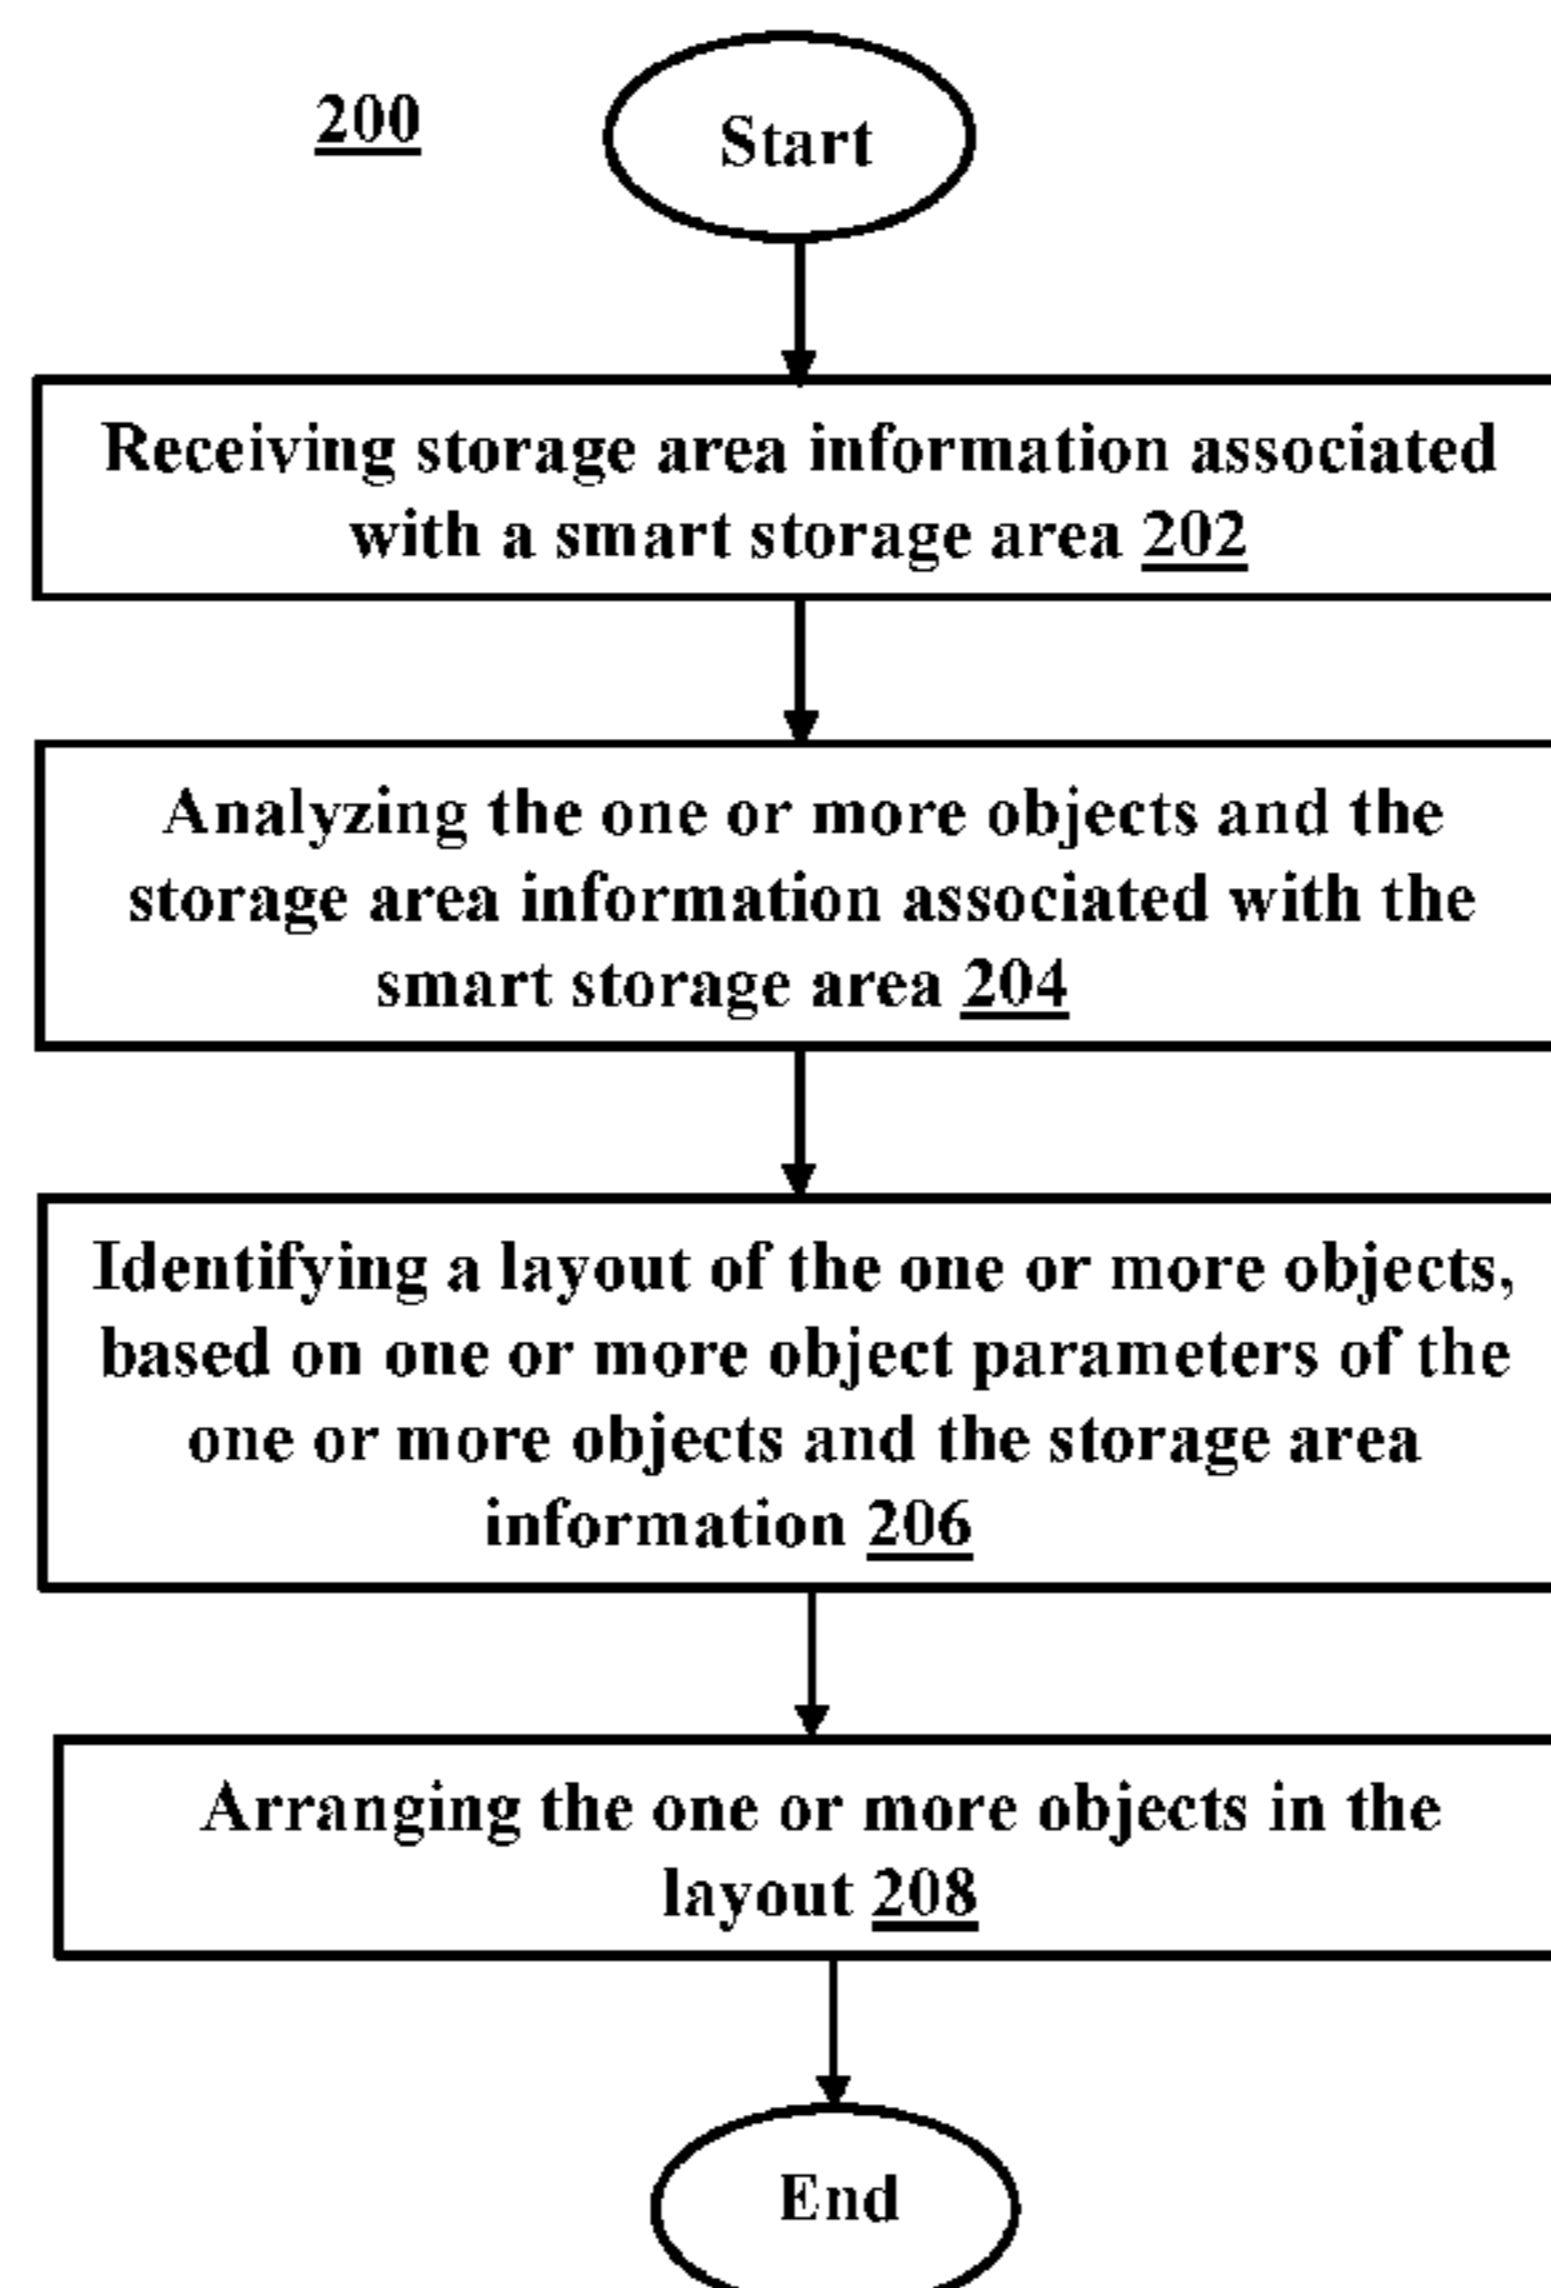 200
Start
Receiving storage area information associated
with a smart storage area 202
Analyzing the one or more objects and the
storage area information associated with the
smart storage area 204
Identifying a layout of the one or more objects,
based on one or more object parameters of the
one or more objects and the storage area
information 206
Arranging the one or more objects in the
layout 208
End